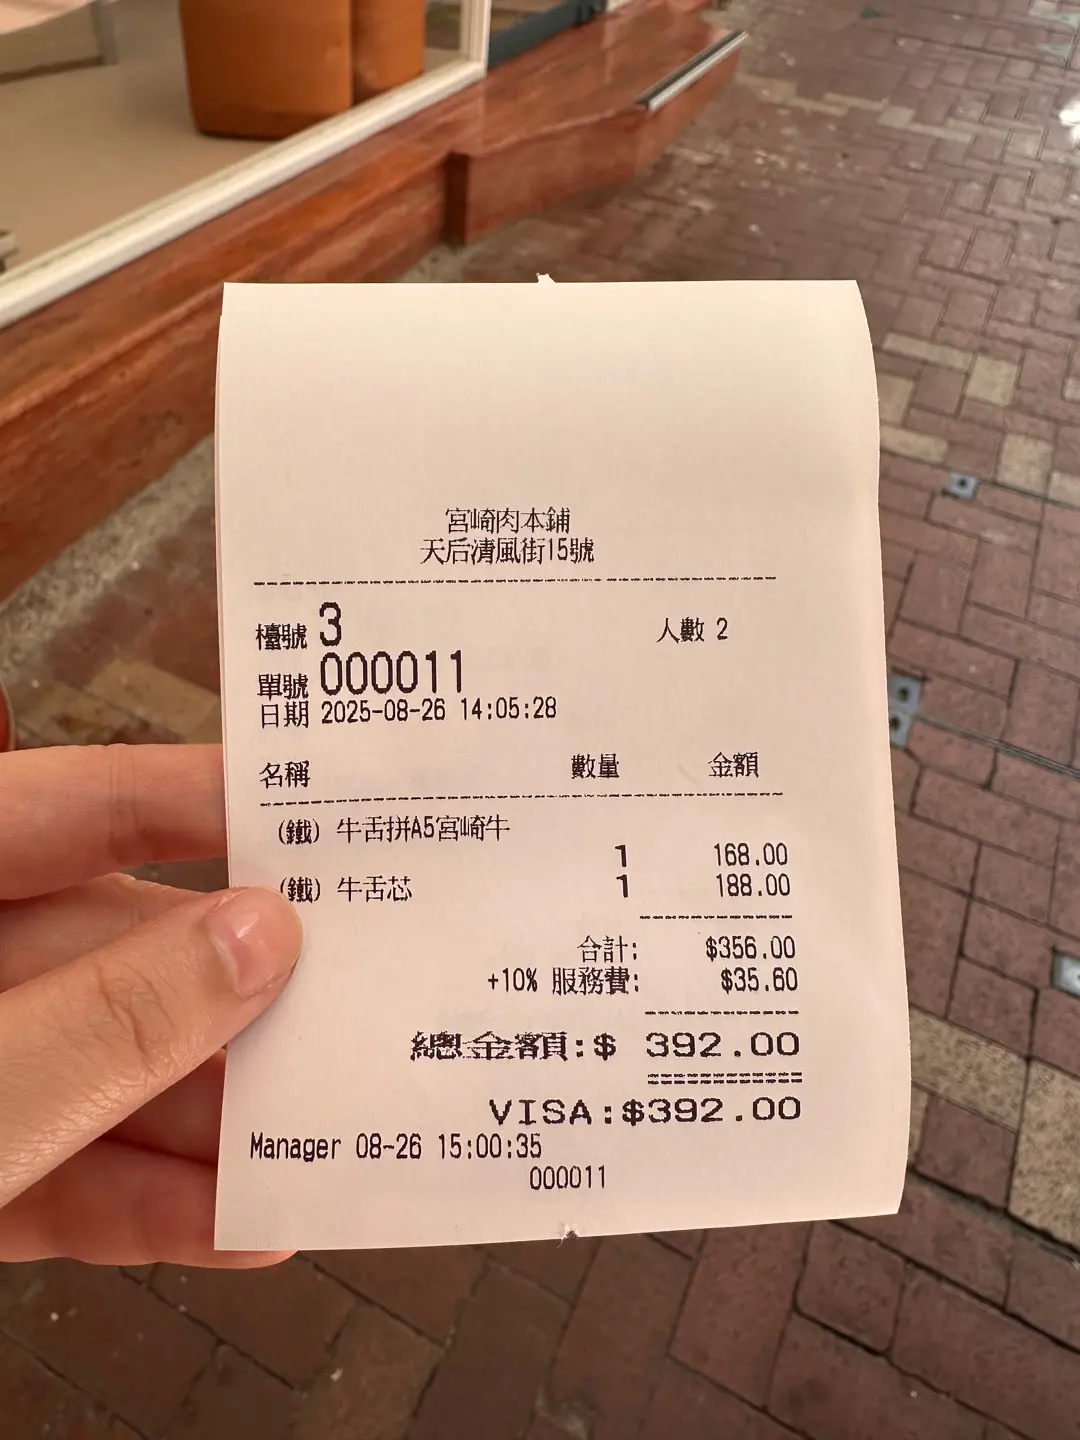 宮崎肉本鋪
天后清風街15號
檯號 3
人數 2
單號 000011
日期 2025-08-26 14:05:28
名稱 數量 金額
(鐵) 牛舌拼A5宮崎牛
1 168.00
(鐵) 牛舌芯 1 188.00
合計: $356.00
+10% 服務費: $35.60
總金額:$ 392.00
VISA:$392.00
Manager 08-26 15:00:35
000011